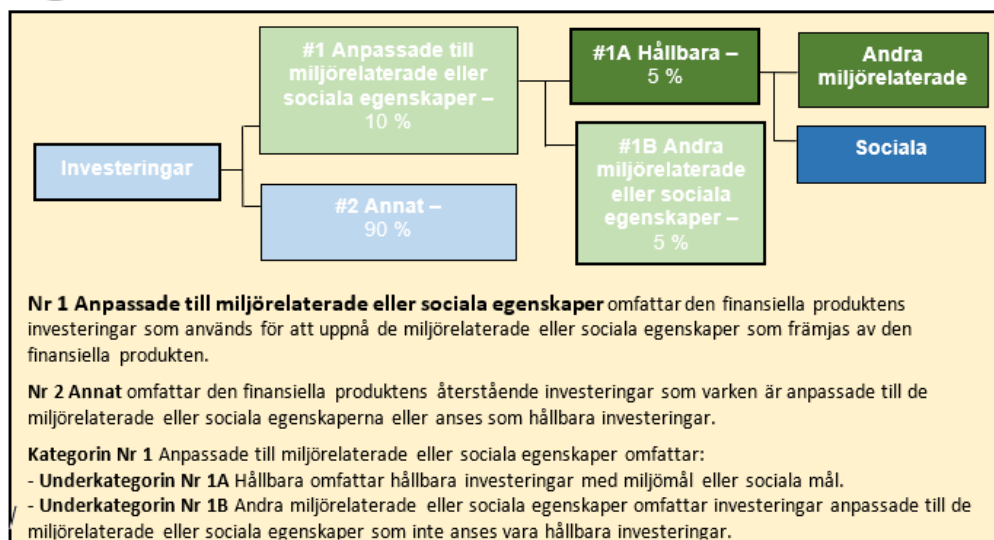 #1 Anpassade till
miljörelaterade eller
sociala egenskaper –
10 %
#1A Hållbara –
5 %
Andra
miljörelaterade
Investeringar
#1B Andra
miljörelaterade
eller sociala
egenskaper –
5 %
Sociala
#2 Annat –
90 %
Nr 1 Anpassade till miljörelaterade eller sociala egenskaper omfattar den finansiella produktens
investeringar som används för att uppnå de miljörelaterade eller sociala egenskaper som främjas av den
finansiella produkten.
Nr 2 Annat omfattar den finansiella produktens återstående investeringar som varken är anpassade till de
miljörelaterade eller sociala egenskaperna eller anses som hållbara investeringar.
Kategorin Nr 1 Anpassade till miljörelaterade eller sociala egenskaper omfattar:
- Underkategorin Nr 1A Hållbara omfattar hållbara investeringar med miljömål eller sociala mål.
- Underkategorin Nr 1B Andra miljörelaterade eller sociala egenskaper omfattar investeringar anpassade till de
miljörelaterade eller sociala egenskaper som inte anses vara hållbara investeringar.